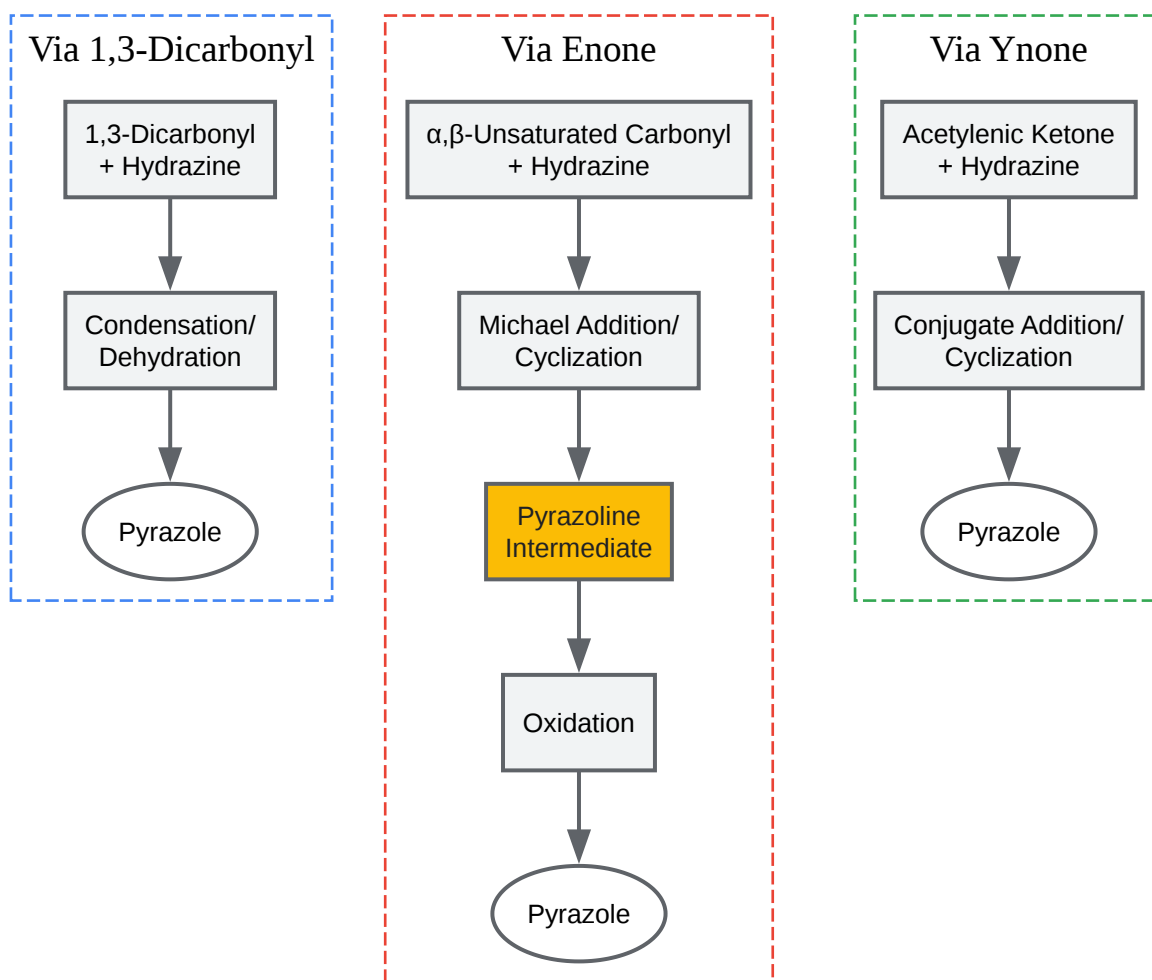 Via 1,3-Dicarbonyl
1,3-Dicarbonyl
+ Hydrazine
Condensation/
Dehydration
Pyrazole
Via Enone
α,β-Unsaturated Carbonyl
+ Hydrazine
Michael Addition/
Cyclization
Pyrazoline
Intermediate
Oxidation
Pyrazole
Via Ynone
Acetylenic Ketone
+ Hydrazine
Conjugate Addition/
Cyclization
Pyrazole